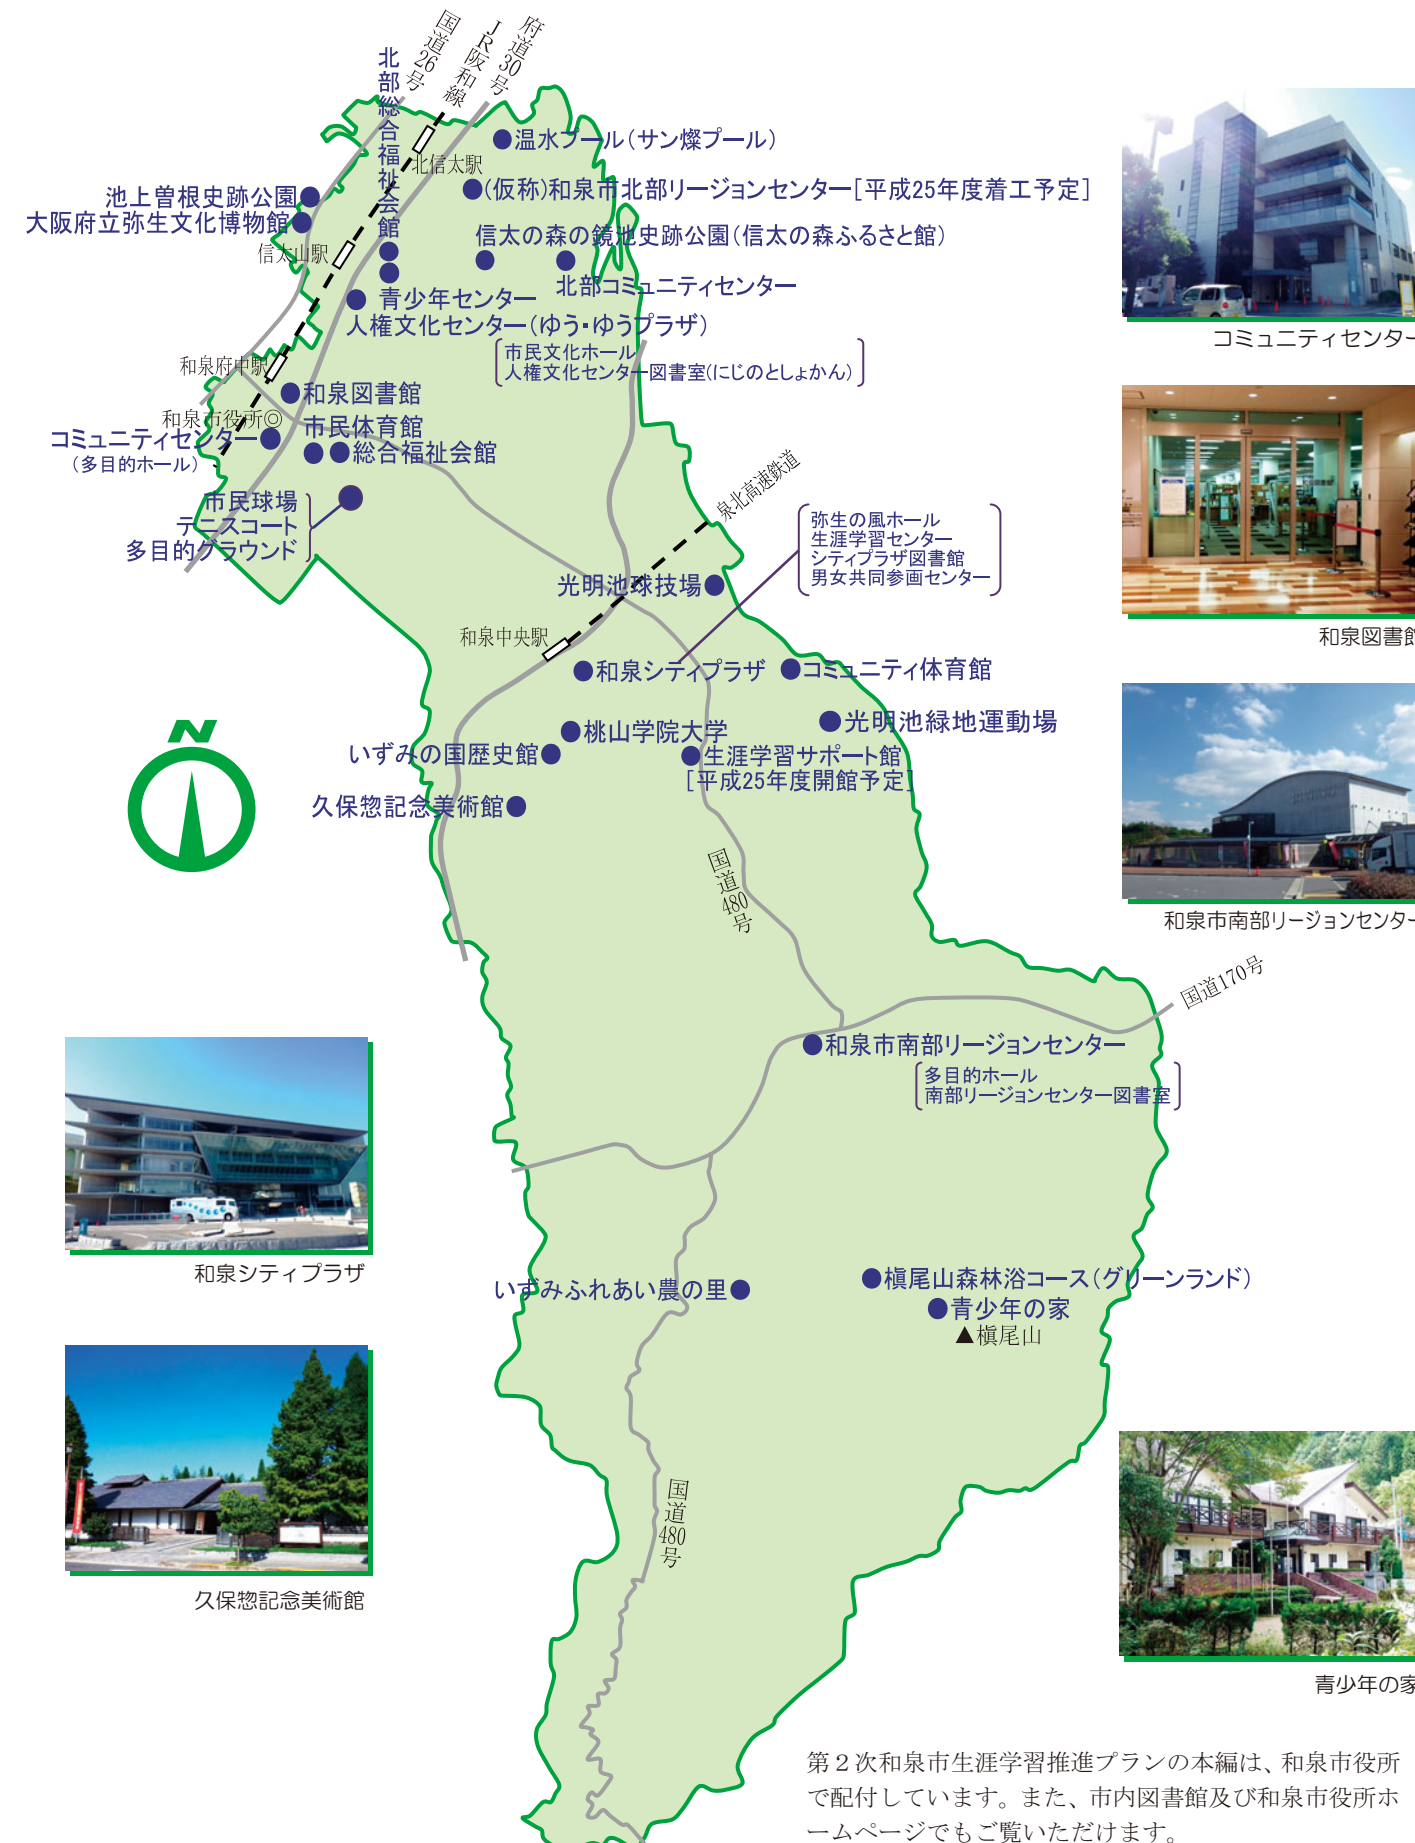 国道26号
JR阪和線
府道30号
北部総合福祉会館
温水プール（サン燦プール）
北信太駅
（仮称）和泉市北部リージョンセンター［平成25年度着工予定］
池上曽根史跡公園
大阪府立弥生文化博物館
信太山駅
信太の森の鏡池史跡公園（信太の森ふるさと館）
北部コミュニティセンター
青少年センター
人権文化センター（ゆう・ゆうプラザ）
市民文化ホール
人権文化センター図書室（にじのとしょかん）
コミュニティセンター
和泉府中駅
和泉図書館
和泉市役所◎
市民体育館
コミュニティセンター
（多目的ホール）
総合福祉会館
市民球場
テニスコート
多目的グラウンド
泉北高速鉄道
弥生の風ホール
生涯学習センター
シティプラザ図書館
男女共同参画センター
光明池球技場
和泉中央駅
和泉図書館
和泉シティプラザ
コミュニティ体育館
光明池緑地運動場
桃山学院大学
いずみの国歴史館
生涯学習サポート館
［平成25年度開館予定］
久保惣記念美術館
N
国道480号
和泉市南部リージョンセンター
国道170号
和泉市南部リージョンセンター
多目的ホール
南部リージョンセンター図書室
和泉シティプラザ
いずみふれあい農の里
槇尾山森林浴コース（グリーンランド）
青少年の家
▲槇尾山
国道480号
久保惣記念美術館
青少年の家
第２次和泉市生涯学習推進プランの本編は、和泉市役所
で配付しています。また、市内図書館及び和泉市役所ホ
ームページでもご覧いただけます。